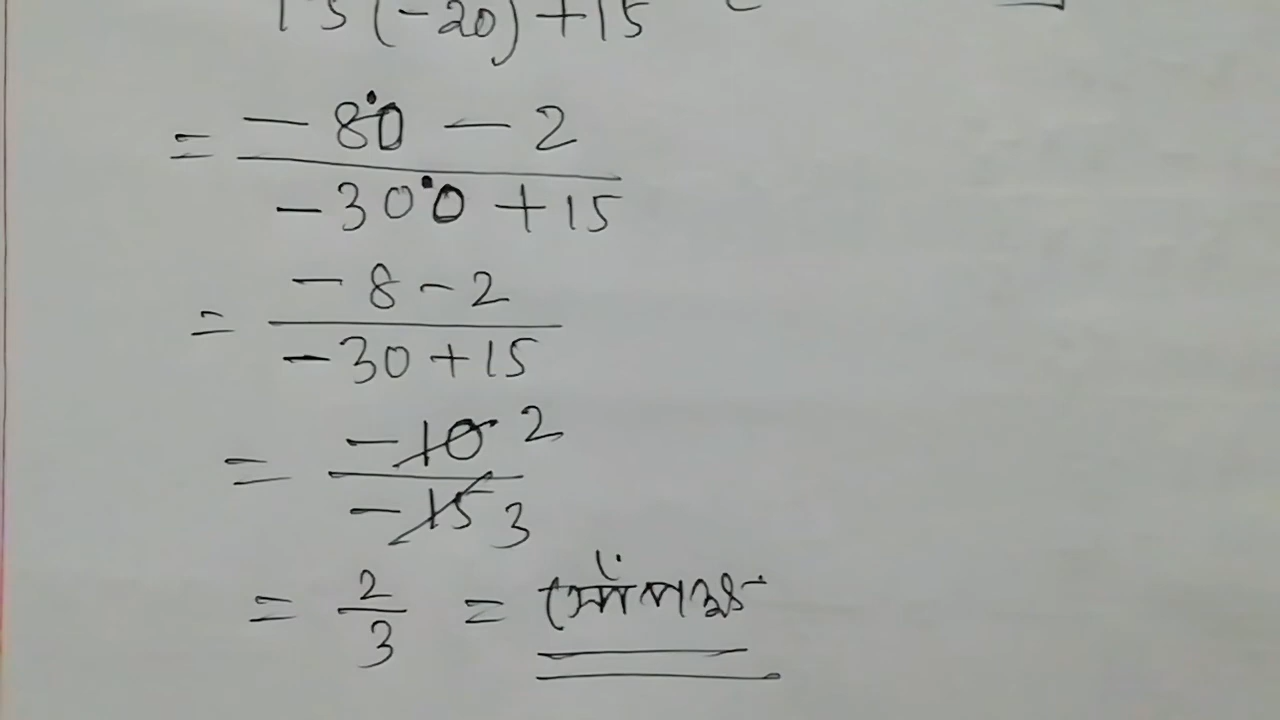 15(-20)+15
= -80 - 2 / -300 + 15
= -8-2 / -30+15
= -10 2 / -15 3
= 2/3 =